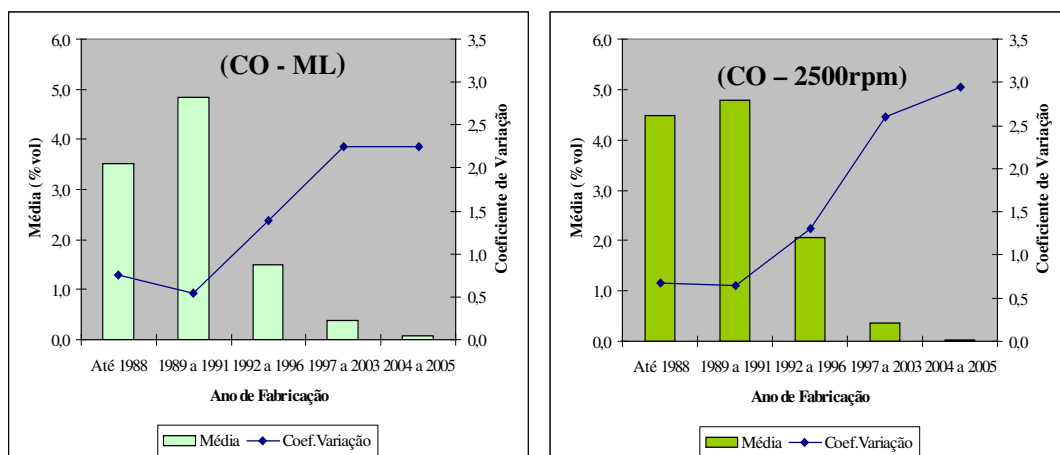 (CO - ML)
6,0
5,0
4,0
3,0
2,0
1,0
0,0
Média (% vol)
3,5
3,0
2,5
2,0
1,5
1,0
0,5
0,0
Coeficiente de Variação
Até 1988 1989 a 1991 1992 a 1996 1997 a 2003 2004 a 2005
Ano de Fabricação
Média Coef.Variação
(CO – 2500rpm)
6,0
5,0
4,0
3,0
2,0
1,0
0,0
Média (% vol)
3,5
3,0
2,5
2,0
1,5
1,0
0,5
0,0
Coeficiente de Variação
Até 1988 1989 a 1991 1992 a 1996 1997 a 2003 2004 a 2005
Ano de Fabricação
Média Coef.Variação